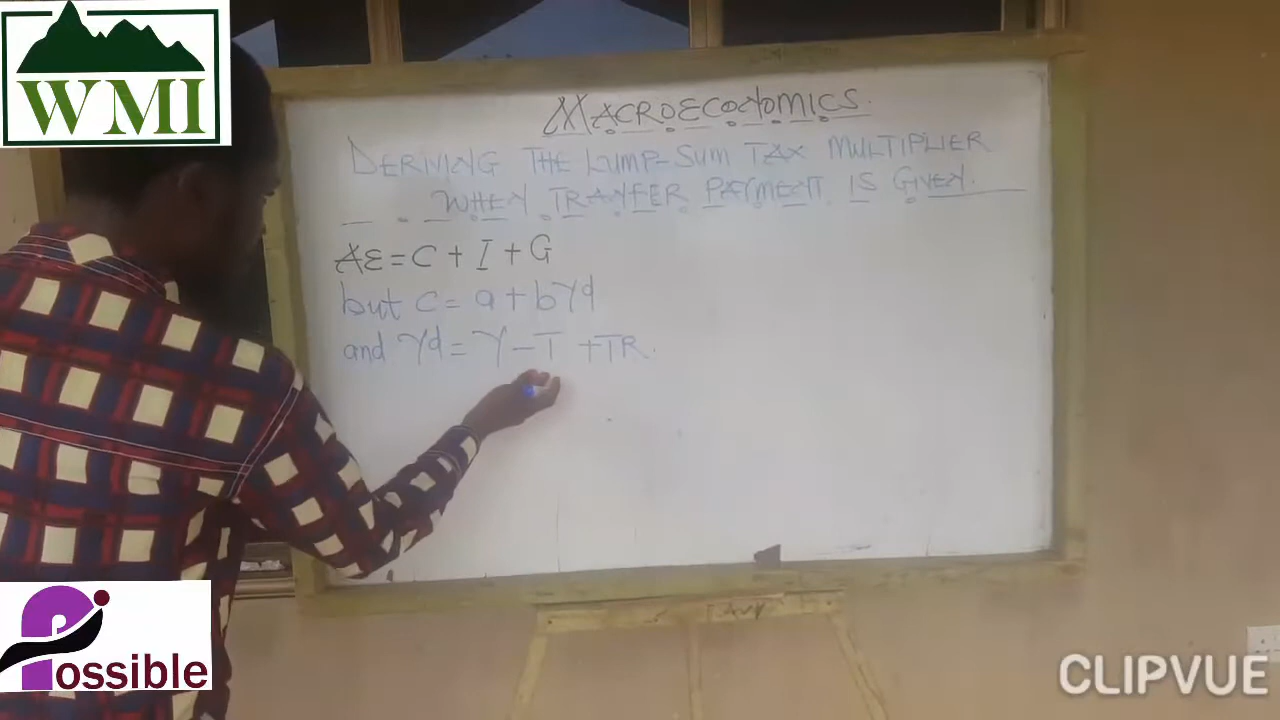 WMI
MACROECONOMICS.
DERIVING THE LUMP-SUM TAX MULTIPLIER
WHEN TRANFER PAYMENT IS GIVEN.
AE = C + I + G
but C = a + bYd
and Yd = Y - T + TR.
Possible
CLIPVUE